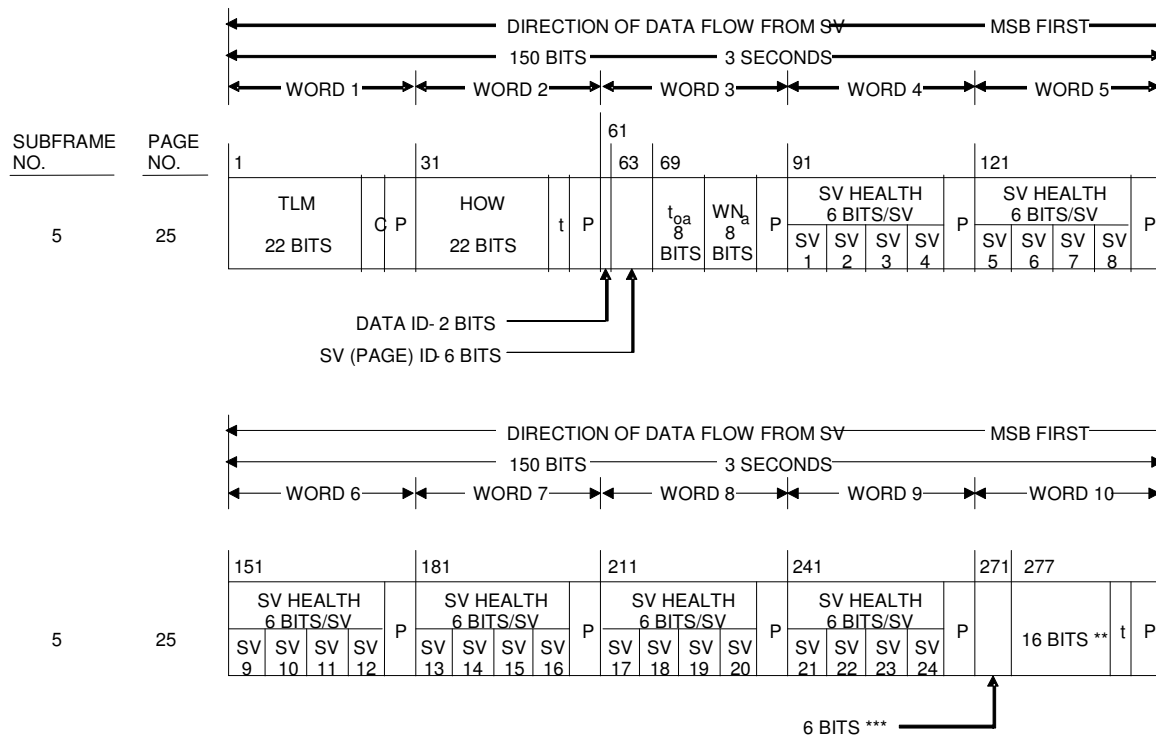 DIRECTION OF DATA FLOW FROM SV MSB FIRST
150 BITS 3 SECONDS
WORD 1 WORD 2 WORD 3 WORD 4 WORD 5
SUBFRAME NO. PAGE NO.
61
1 31 63 69 91 121
5 25
TLM 22 BITS C P
HOW 22 BITS t P
toa 8 BITS WNa 8 BITS P
SV HEALTH 6 BITS/SV P
SV 1 SV 2 SV 3 SV 4
SV HEALTH 6 BITS/SV P
SV 5 SV 6 SV 7 SV 8
DATA ID- 2 BITS
SV (PAGE) ID- 6 BITS
DIRECTION OF DATA FLOW FROM SV MSB FIRST
150 BITS 3 SECONDS
WORD 6 WORD 7 WORD 8 WORD 9 WORD 10
151 181 211 241 271 277
5 25
SV HEALTH 6 BITS/SV P
SV 9 SV 10 SV 11 SV 12
SV HEALTH 6 BITS/SV P
SV 13 SV 14 SV 15 SV 16
SV HEALTH 6 BITS/SV P
SV 17 SV 18 SV 19 SV 20
SV HEALTH 6 BITS/SV P
SV 21 SV 22 SV 23 SV 24
16 BITS ** t P
6 BITS ***